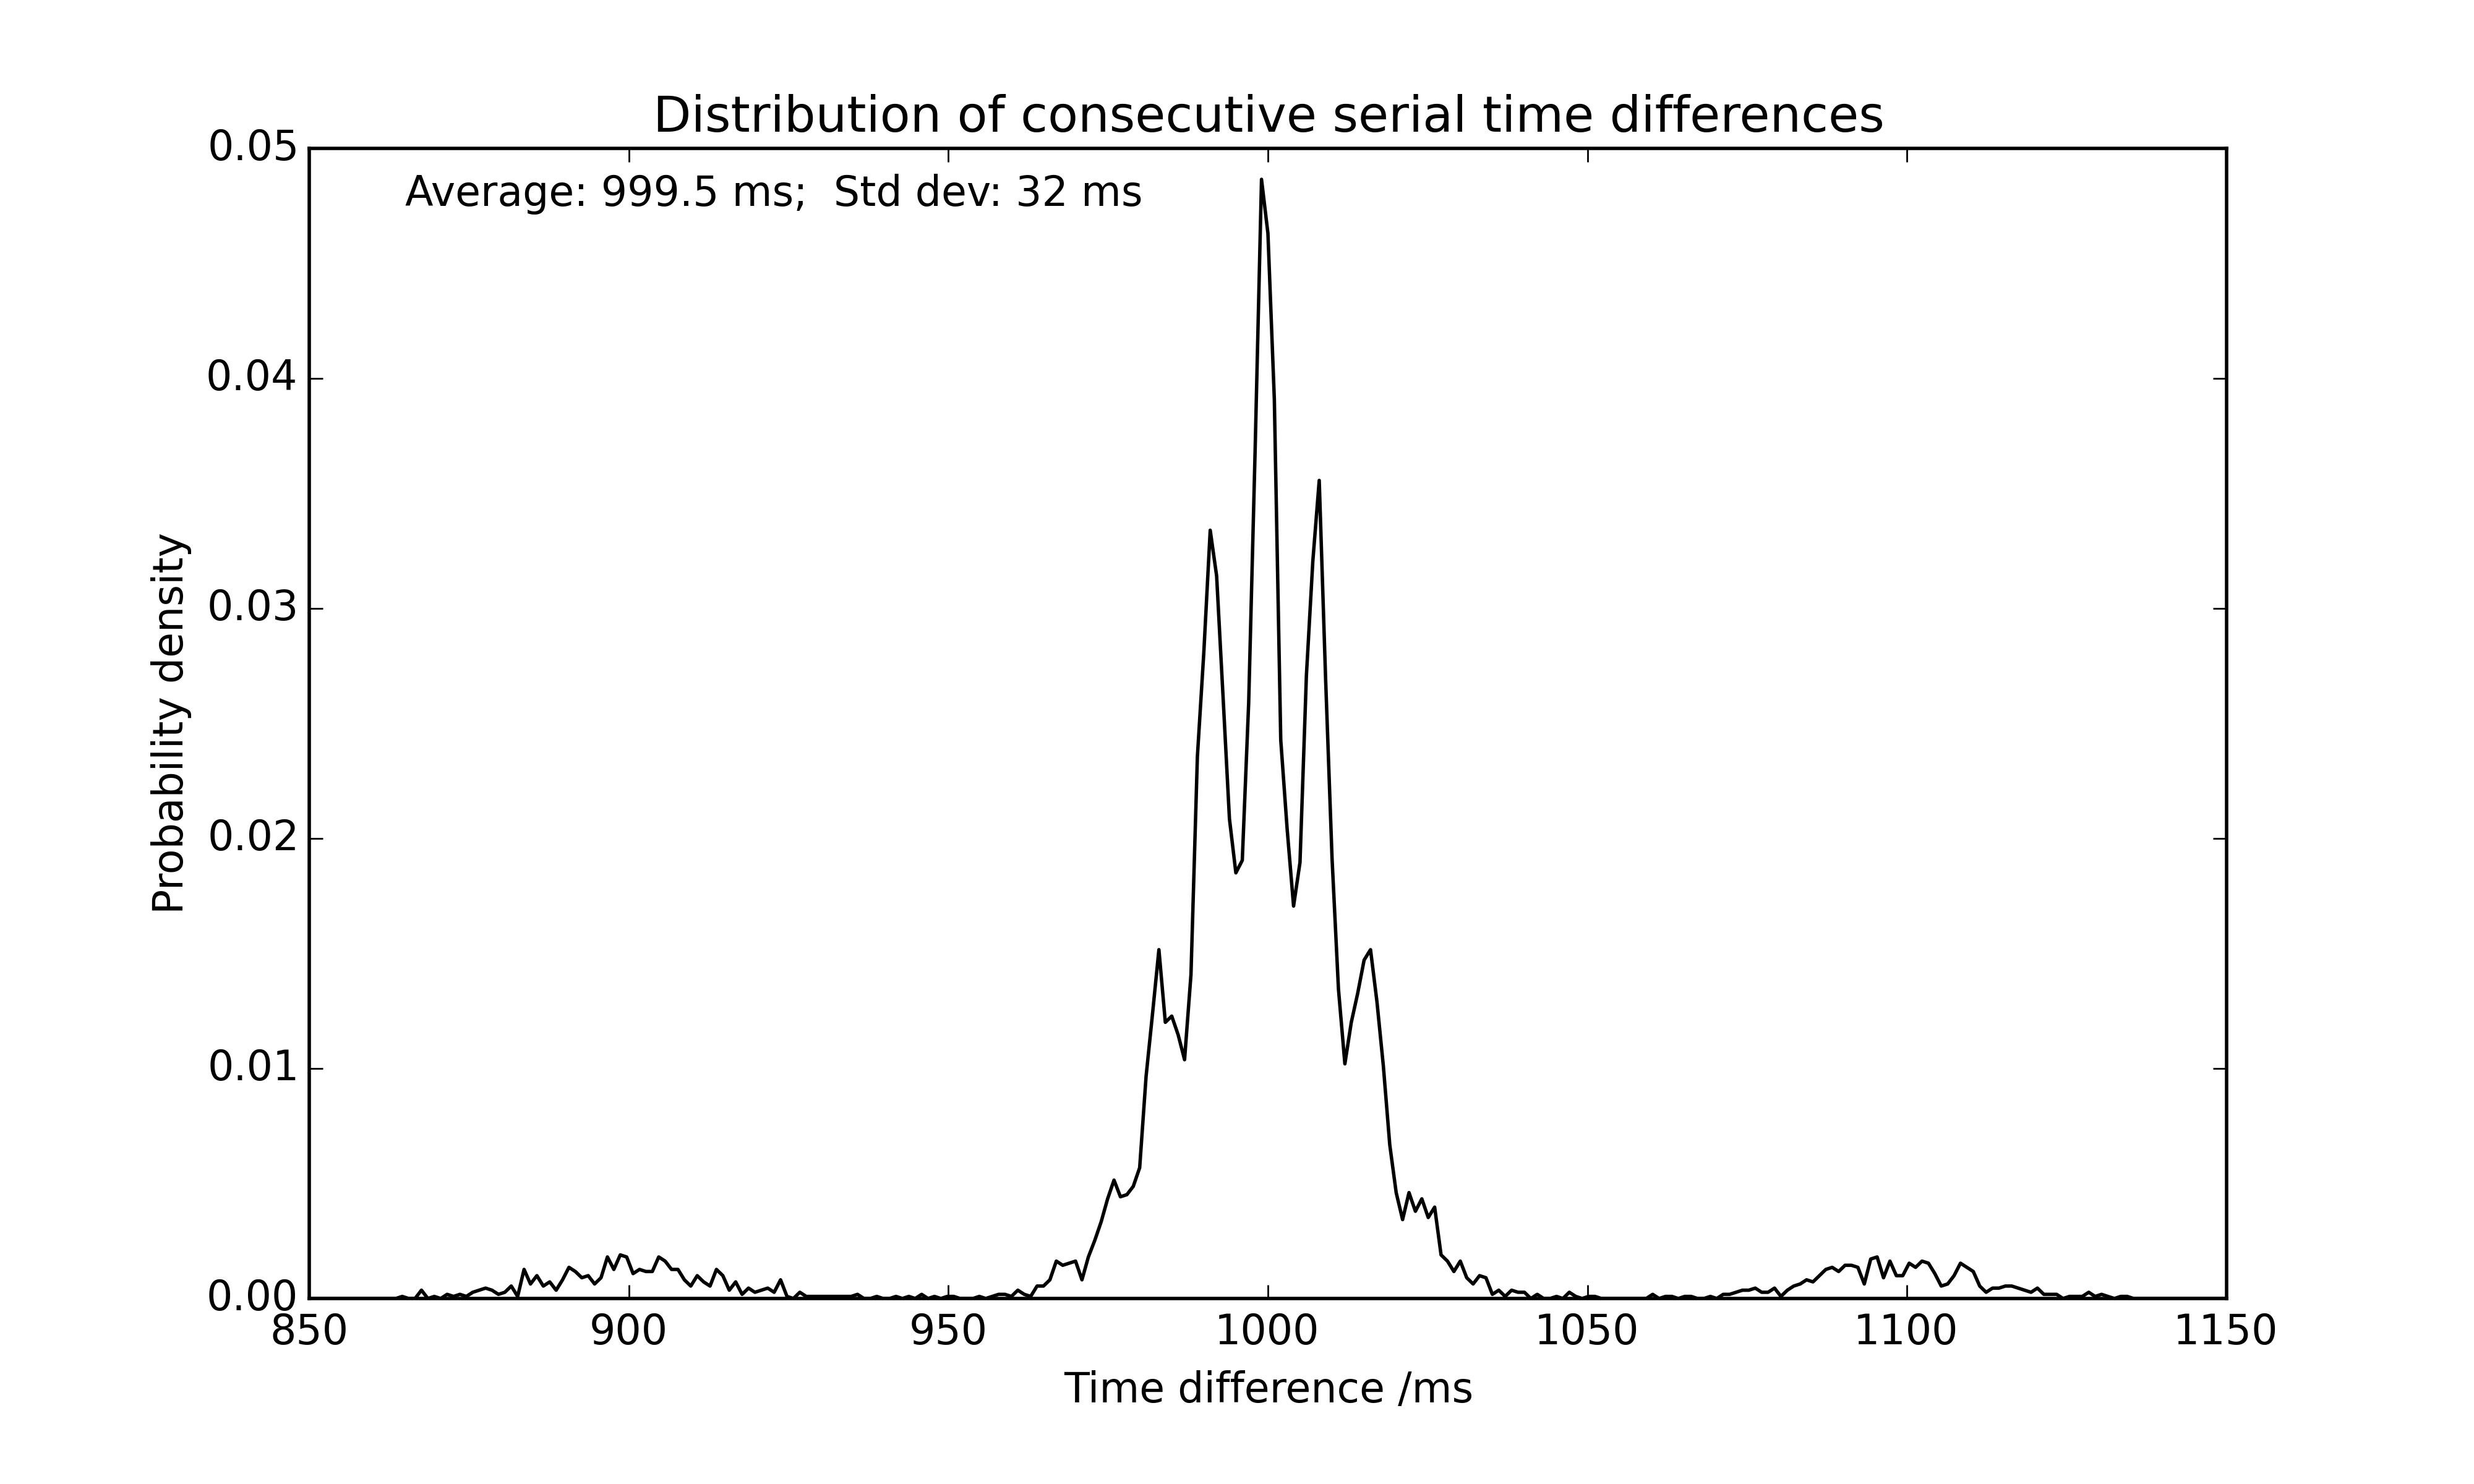 Distribution of consecutive serial time differences
Average: 999.5 ms;  Std dev: 32 ms
0.05
0.04
0.03
0.02
0.01
0.00
Probability density
850 900 950 1000 1050 1100 1150
Time difference /ms